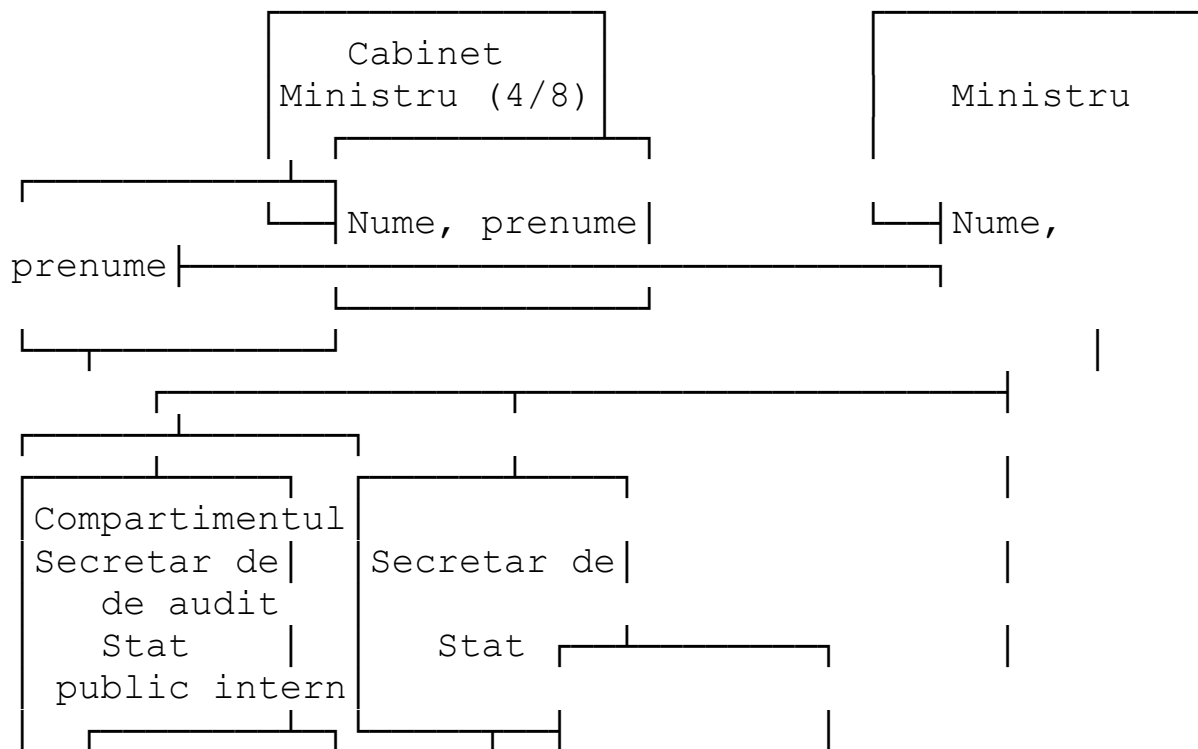 Cabinet
Ministru (4/8) Ministru
Nume, prenume Nume,
prenume
Compartimentul
Secretar de Secretar de
de audit
Stat Stat
public intern